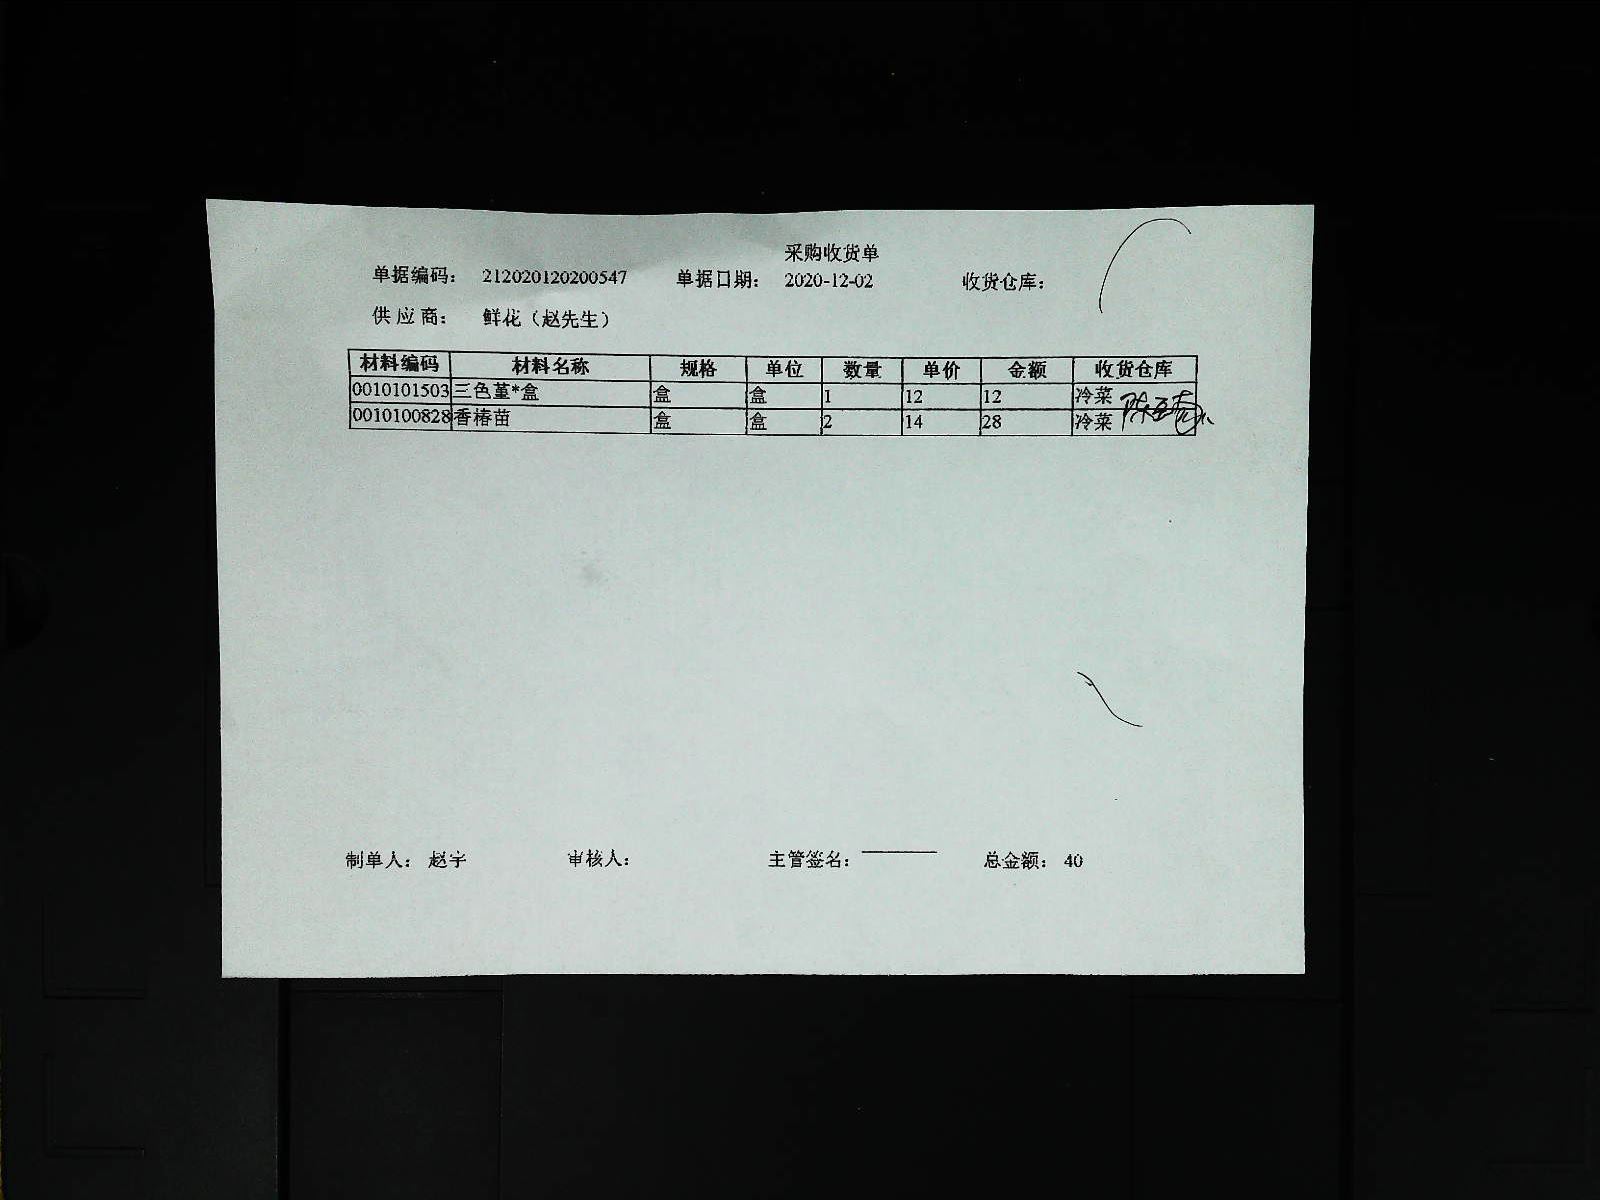 采购收货单
单据编码： 212020120200547 单据日期： 2020-12-02 收货仓库：
供应商： 鲜花（赵先生）
材料编码 材料名称 规格 单位 数量 单价 金额 收货仓库
0010101503 三色堇*盒 盒 盒 1 12 12 冷菜
0010100828 香椿苗 盒 盒 2 14 28 冷菜
制单人： 赵宇 审核人： 主管签名： 总金额： 40